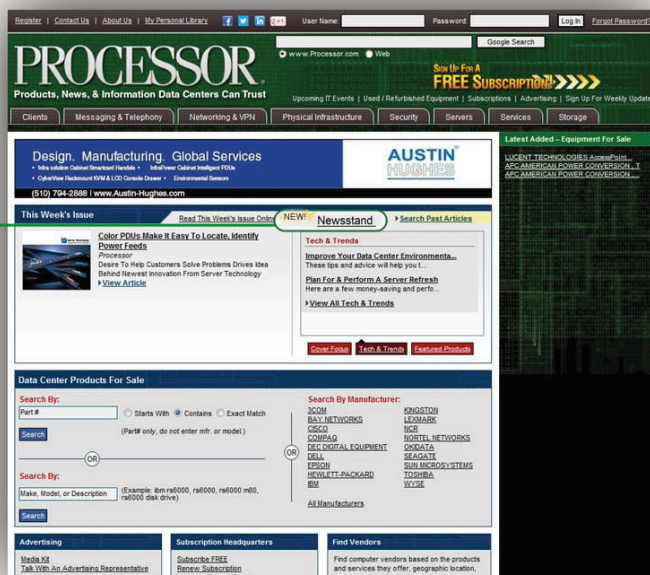 Register | Contact Us | About Us | My Personal Library
User Name:
Password:
Log In
Forgot Password?
Google Search
www.Processor.com
Web
PROCESSOR
Products, News, & Information Data Centers Can Trust
Sign Up For A
FREE Subscription!
Upcoming IT Events | Used / Refurbished Equipment | Subscriptions | Advertising | Sign Up For Weekly Update
Clients
Messaging & Telephony
Networking & VPN
Physical Infrastructure
Security
Servers
Services
Storage
Design. Manufacturing. Global Services
• Infra solution Cabinet Smartcard Handle • InfraPower Cabinet Intelligent PDUs
• CyberView Rackmount KVM & LCD Console Drawer • Environmental Sensors
(510) 794-2888 | www.Austin-Hughes.com
AUSTIN
HUGHES
Latest Added – Equipment For Sale
LUCENT TECHNOLOGIES AccessPoint ...
APC AMERICAN POWER CONVERSION , T
APC AMERICAN POWER CONVERSION ...
This Week's Issue
Read This Week's Issue Online
NEW!
Newsstand
Search Past Articles
Color PDUs Make It Easy To Locate, Identify
Power Feeds
Processor
Desire To Help Customers Solve Problems Drives Idea
Behind Newest Innovation From Server Technology
View Article
Tech & Trends
Improve Your Data Center Environmenta...
These tips and advice will help you t...
Plan For & Perform A Server Refresh
Here are a few money-saving and perfo...
View All Tech & Trends
Cover Focus
Tech & Trends
Featured Products
Data Center Products For Sale
Search By:
Part #
Starts With
Contains
Exact Match
Search
(Part# only, do not enter mfr. or model.)
OR
Search By:
Make, Model, or Description
(Example: ibm rs6000, rs6000, rs6000 m80,
rs6000 disk drive)
Search
OR
Search By Manufacturer:
3COM
BAY NETWORKS
CISCO
COMPAQ
DEC DIGITAL EQUIPMENT
DELL
EPSON
HEWLETT-PACKARD
IBM
KINGSTON
LEXMARK
NCR
NORTEL NETWORKS
OKIDATA
SEAGATE
SUN MICROSYSTEMS
TOSHIBA
WYSE
All Manufacturers
Advertising
Media Kit
Talk With An Advertising Representative
Subscription Headquarters
Subscribe FREE
Renew Subscription
Find Vendors
Find computer vendors based on the products
and services they offer, geographic location,